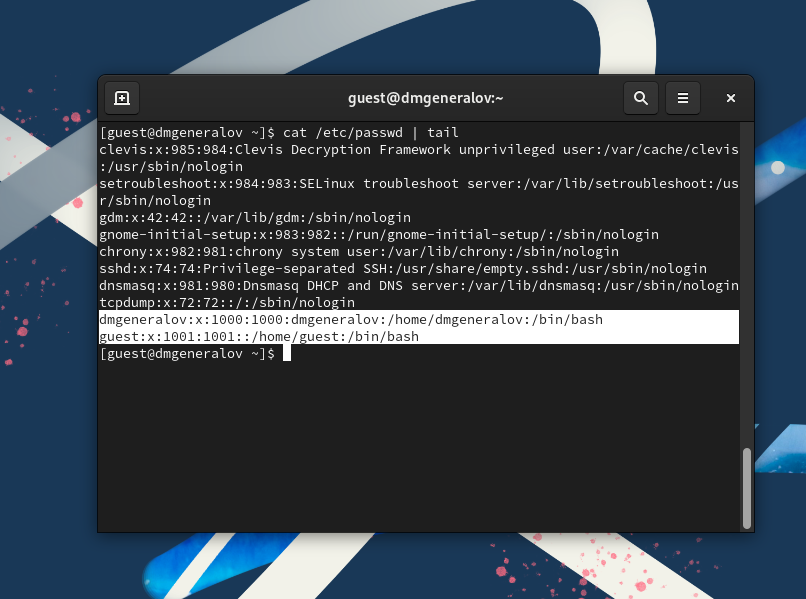 guest@dmgeneralov:~
[guest@dmgeneralov ~]$ cat /etc/passwd | tail
clevis:x:985:984:Clevis Decryption Framework unprivileged user:/var/cache/clevis
:/usr/sbin/nologin
setroubleshoot:x:984:983:SELinux troubleshoot server:/var/lib/setroubleshoot:/us
r/sbin/nologin
gdm:x:42:42::/var/lib/gdm:/sbin/nologin
gnome-initial-setup:x:983:982::/run/gnome-initial-setup/:/sbin/nologin
chrony:x:982:981:chrony system user:/var/lib/chrony:/sbin/nologin
sshd:x:74:74:Privilege-separated SSH:/usr/share/empty.sshd:/usr/sbin/nologin
dnsmasq:x:981:980:Dnsmasq DHCP and DNS server:/var/lib/dnsmasq:/usr/sbin/nologin
tcpdump:x:72:72::/:/sbin/nologin
dmgeneralov:x:1000:1000:dmgeneralov:/home/dmgeneralov:/bin/bash
guest:x:1001:1001::/home/guest:/bin/bash
[guest@dmgeneralov ~]$